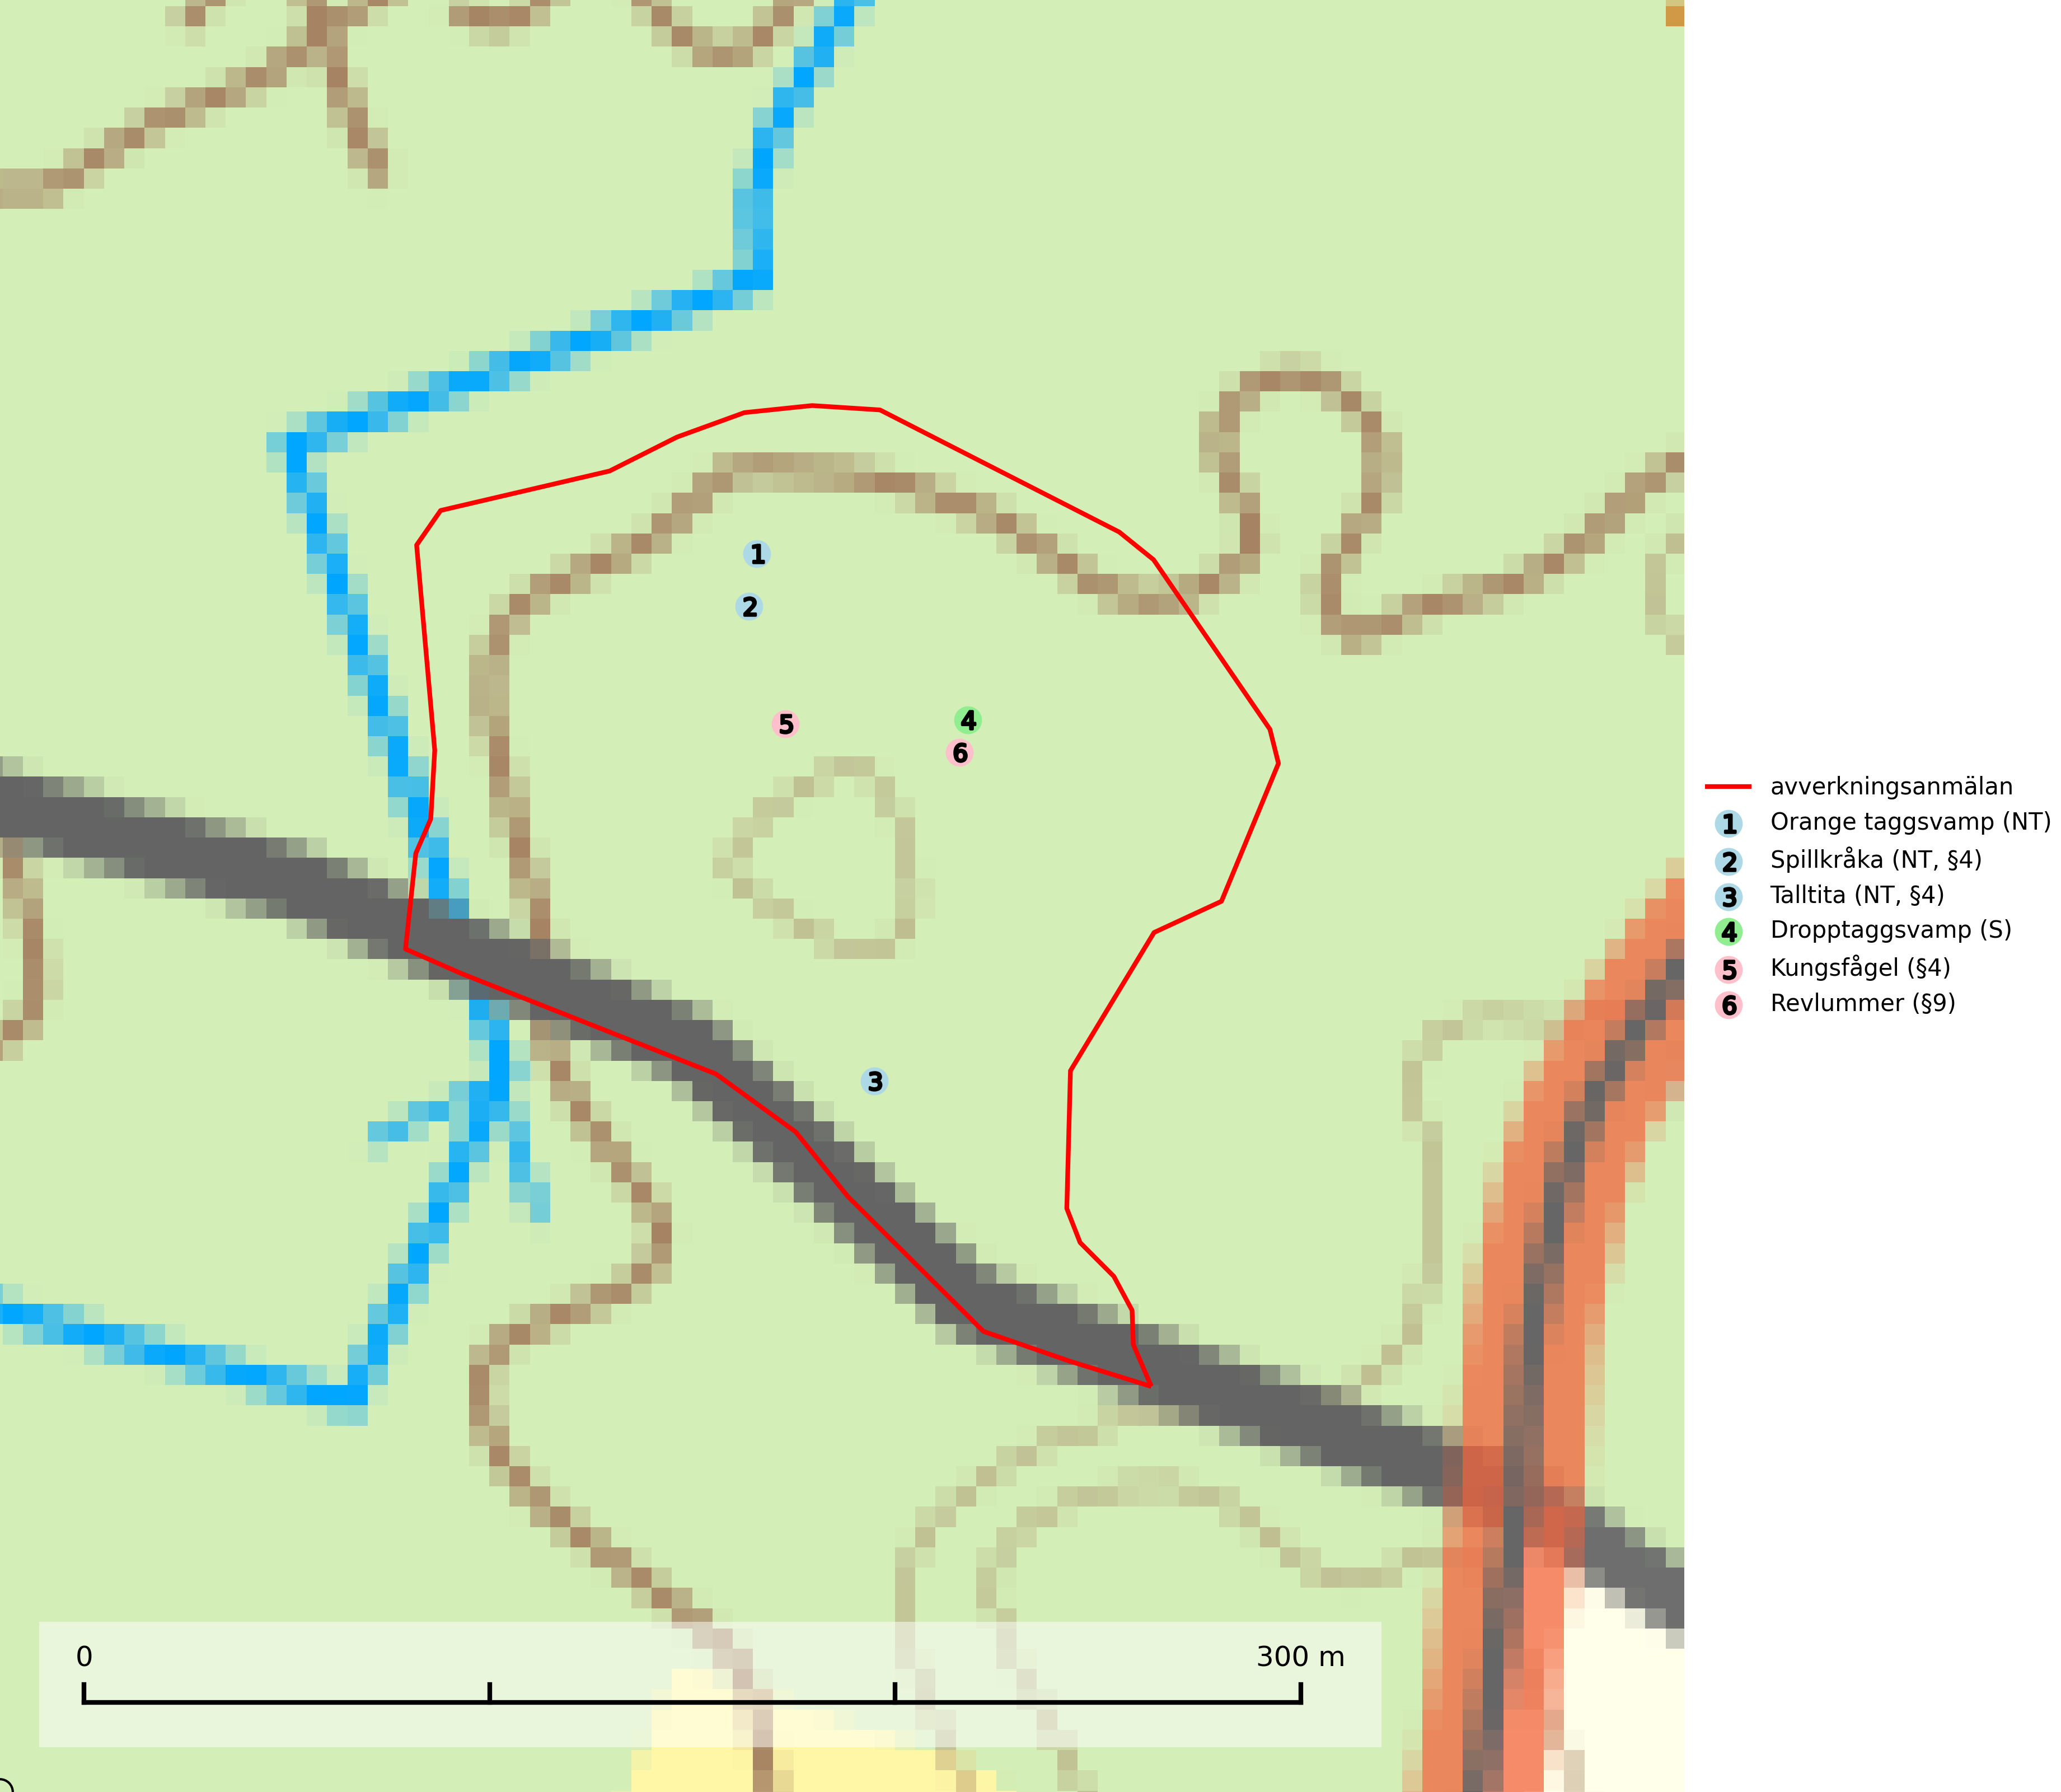 1
2
5
4
6
3
0
300 m
avverkningsanmälan
1 Orange taggsvamp (NT)
2 Spillkråka (NT, §4)
3 Talltita (NT, §4)
4 Dropptaggsvamp (S)
5 Kungsfågel (§4)
6 Revlummer (§9)